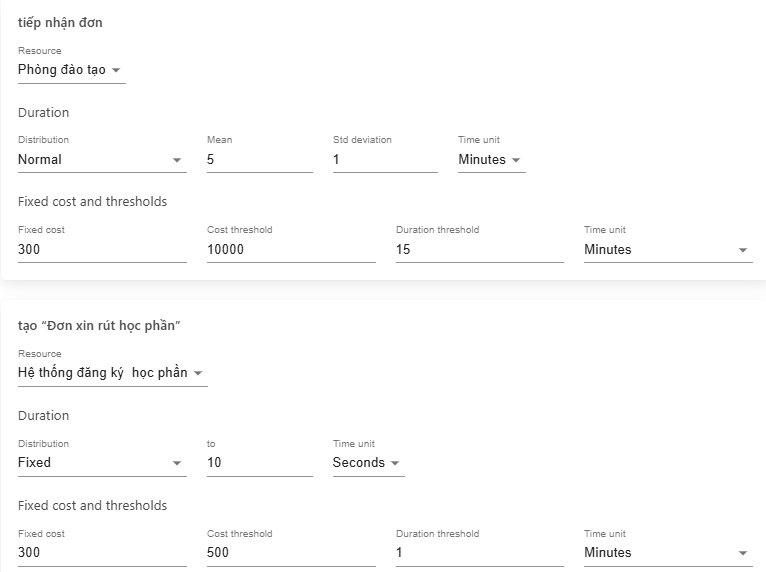 tiếp nhận đơn
Resource
Phòng đào tạo
Duration
Distribution Mean Std deviation Time unit
Normal 5 1 Minutes
Fixed cost and thresholds
Fixed cost Cost threshold Duration threshold Time unit
300 10000 15 Minutes
tạo “Đơn xin rút học phần”
Resource
Hệ thống đăng ký học phần
Duration
Distribution to Time unit
Fixed 10 Seconds
Fixed cost and thresholds
Fixed cost Cost threshold Duration threshold Time unit
300 500 1 Minutes